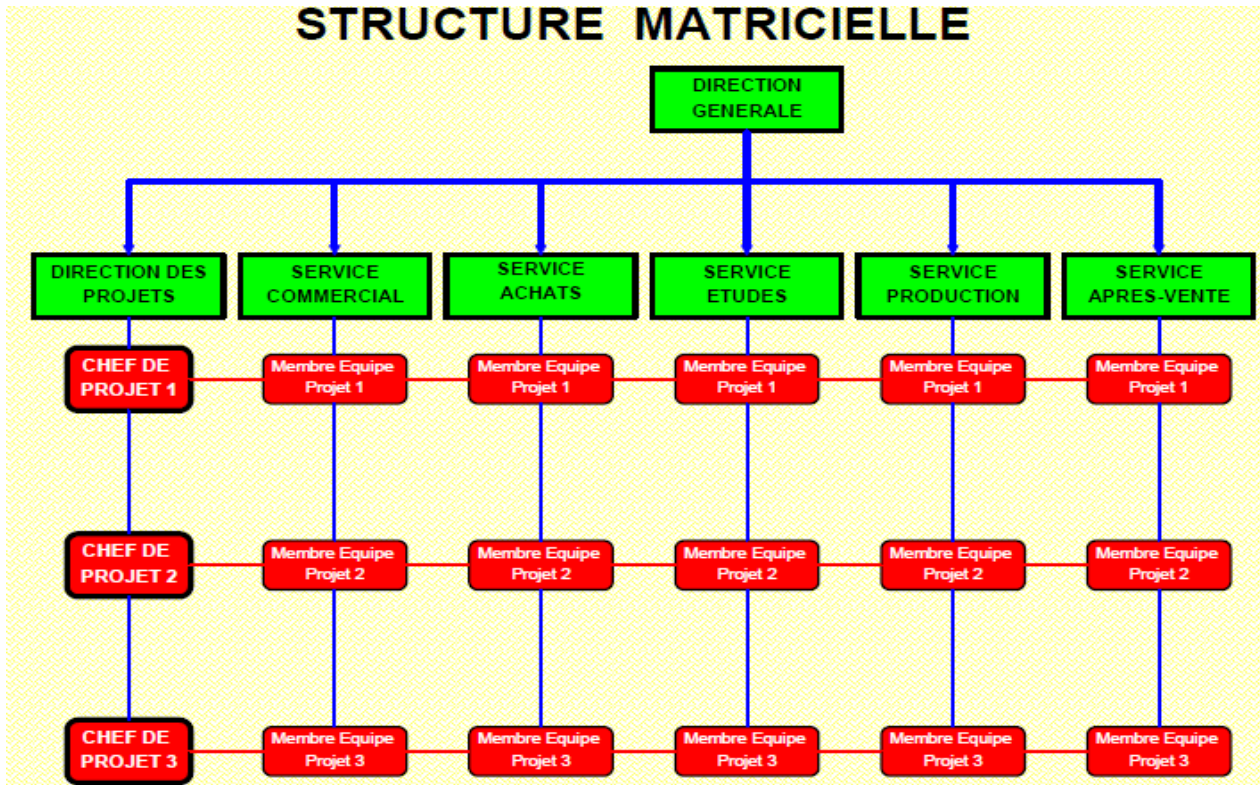 STRUCTURE MATRICIELLE
DIRECTION
GENERALE
DIRECTION DES
PROJETS
SERVICE
COMMERCIAL
SERVICE
ACHATS
SERVICE
ETUDES
SERVICE
PRODUCTION
SERVICE
APRES-VENTE
CHEF DE
PROJET 1
Membre Equipe
Projet 1
Membre Equipe
Projet 1
Membre Equipe
Projet 1
Membre Equipe
Projet 1
Membre Equipe
Projet 1
CHEF DE
PROJET 2
Membre Equipe
Projet 2
Membre Equipe
Projet 2
Membre Equipe
Projet 2
Membre Equipe
Projet 2
Membre Equipe
Projet 2
CHEF DE
PROJET 3
Membre Equipe
Projet 3
Membre Equipe
Projet 3
Membre Equipe
Projet 3
Membre Equipe
Projet 3
Membre Equipe
Projet 3